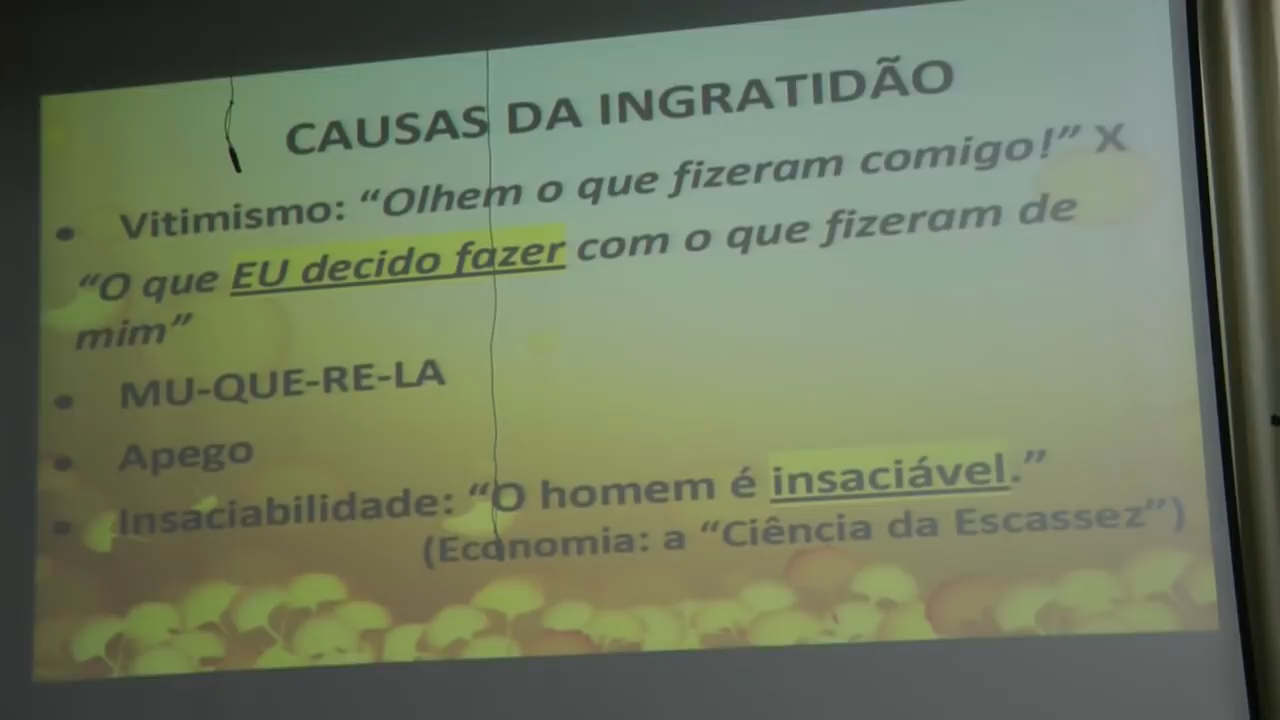 CAUSAS DA INGRATIDÃO
• Vitimismo: “Olhem o que fizeram comigo!” X
“O que EU decido fazer com o que fizeram de
mim”
• MU-QUE-RE-LA
• Apego
• Insaciabilidade: “O homem é insaciável.”
(Economia: a “Ciência da Escassez”)